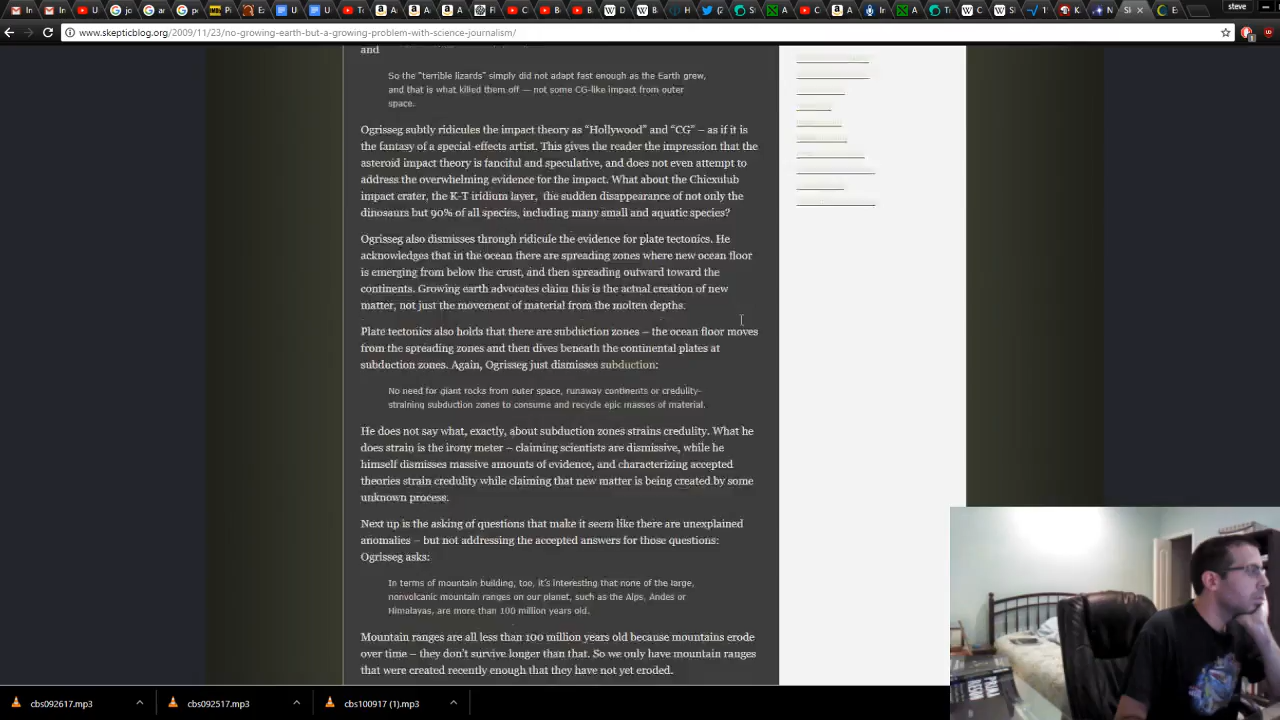 steve
www.skepticblog.org/2009/11/23/no-growing-earth-but-a-growing-problem-with-science-journalism/
and
So the “terrible lizards” simply did not adapt fast enough as the Earth grew,
and that is what killed them off — not some CG-like impact from outer
space.
Ogrisseg subtly ridicules the impact theory as “Hollywood” and “CG” – as if it is
the fantasy of a special-effects artist. This gives the reader the impression that the
asteroid impact theory is fanciful and speculative, and does not even attempt to
address the overwhelming evidence for the impact. What about the Chicxulub
impact crater, the K-T iridium layer, the sudden disappearance of not only the
dinosaurs but 90% of all species, including many small and aquatic species?
Ogrisseg also dismisses through ridicule the evidence for plate tectonics. He
acknowledges that in the ocean there are spreading zones where new ocean floor
is emerging from below the crust, and then spreading outward toward the
continents. Growing earth advocates claim this is the actual creation of new
matter, not just the movement of material from the molten depths.
Plate tectonics also holds that there are subduction zones – the ocean floor moves
from the spreading zones and then dives beneath the continental plates at
subduction zones. Again, Ogrisseg just dismisses subduction:
No need for giant rocks from outer space, runaway continents or credulity-
straining subduction zones to consume and recycle epic masses of material.
He does not say what, exactly, about subduction zones strains credulity. What he
does strain is the irony meter – claiming scientists are dismissive, while he
himself dismisses massive amounts of evidence, and characterizing accepted
theories strain credulity while claiming that new matter is being created by some
unknown process.
Next up is the asking of questions that make it seem like there are unexplained
anomalies – but not addressing the accepted answers for those questions:
Ogrisseg asks:
In terms of mountain building, too, it’s interesting that none of the large,
nonvolcanic mountain ranges on our planet, such as the Alps, Andes or
Himalayas, are more than 100 million years old.
Mountain ranges are all less than 100 million years old because mountains erode
over time – they don’t survive longer than that. So we only have mountain ranges
that were created recently enough that they have not yet eroded.
cbs092617.mp3
cbs092517.mp3
cbs100917 (1).mp3